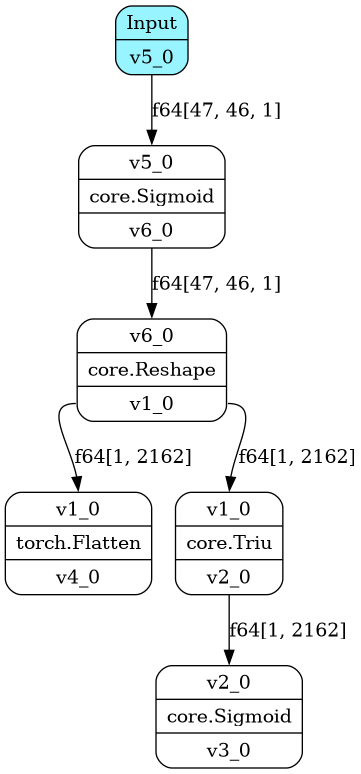 Input
v5_0
f64[47, 46, 1]
v5_0
core.Sigmoid
v6_0
f64[47, 46, 1]
v6_0
core.Reshape
v1_0
f64[1, 2162]
f64[1, 2162]
v1_0
torch.Flatten
v4_0
v1_0
core.Triu
v2_0
f64[1, 2162]
v2_0
core.Sigmoid
v3_0